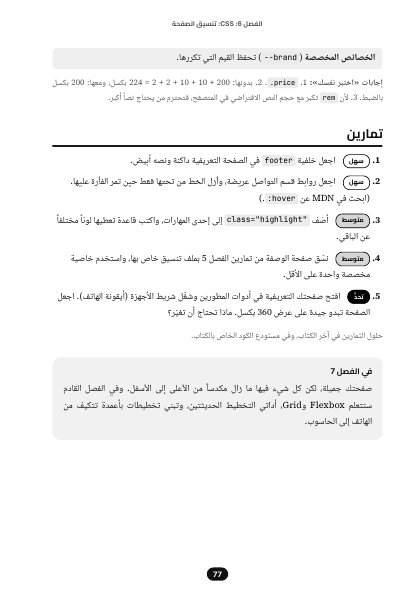 الفصل 6: CSS: تنسيق الصفحة
الخصائص المخصصة (--brand) تحفظ القيم التي تكررها.
إجابات «اختبر نفسك»: 1. .price. 2. بدونها: 200 + 10 + 10 + 2 + 2 = 224 بكسل، ومعها: 200 بكسل
بالضبط. 3. لأن rem تكبر مع حجم النص الافتراضي في المتصفح، فتحترم من يحتاج نصاً أكبر.
تمارين
1. سهل اجعل خلفية footer في الصفحة التعريفية داكنة ونصه أبيض.
2. سهل اجعل روابط قسم التواصل عريضة، وأزل الخط من تحتها فقط حين تمر الفأرة عليها.
(ابحث في MDN عن :hover.)
3. متوسط أضف class="highlight" إلى إحدى المهارات، واكتب قاعدة تعطيها لوناً مختلفاً
عن الباقي.
4. متوسط نسّق صفحة الوصفة من تمارين الفصل 5 بملف تنسيق خاص بها، واستخدم خاصية
مخصصة واحدة على الأقل.
5. تحدٍّ افتح صفحتك التعريفية في أدوات المطورين وشغّل شريط الأجهزة (أيقونة الهاتف). اجعل
الصفحة تبدو جيدة على عرض 360 بكسل. ماذا تحتاج أن تغيّر؟
حلول التمارين في آخر الكتاب، وفي مستودع الكود الخاص بالكتاب.
في الفصل 7
صفحتك جميلة، لكن كل شيء فيها ما زال مكدساً من الأعلى إلى الأسفل. وفي الفصل القادم
ستتعلم Flexbox وGrid، أداتي التخطيط الحديثتين، وتبني تخطيطات بأعمدة تتكيف من
الهاتف إلى الحاسوب.
77